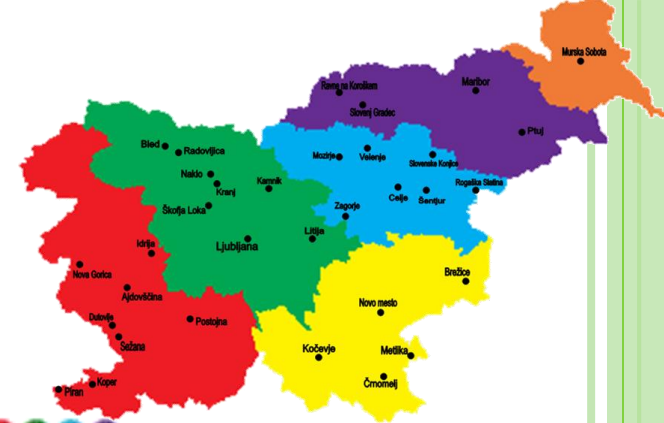 Murska Sobota
Ravne na Koroškem
Maribor
Slovenj Gradec
Ptuj
Bled
Radovljica
Mozirje
Velenje
Slovenske Konjice
Naklo
Kranj
Kamnik
Celje
Šentjur
Rogaška Slatina
Škofja Loka
Zagorje
Litija
Ljubljana
Idrija
Nova Gorica
Brežice
Ajdovščina
Novo mesto
Dutovlje
Postojna
Sežana
Kočevje
Metlika
Črnomelj
Koper
Piran